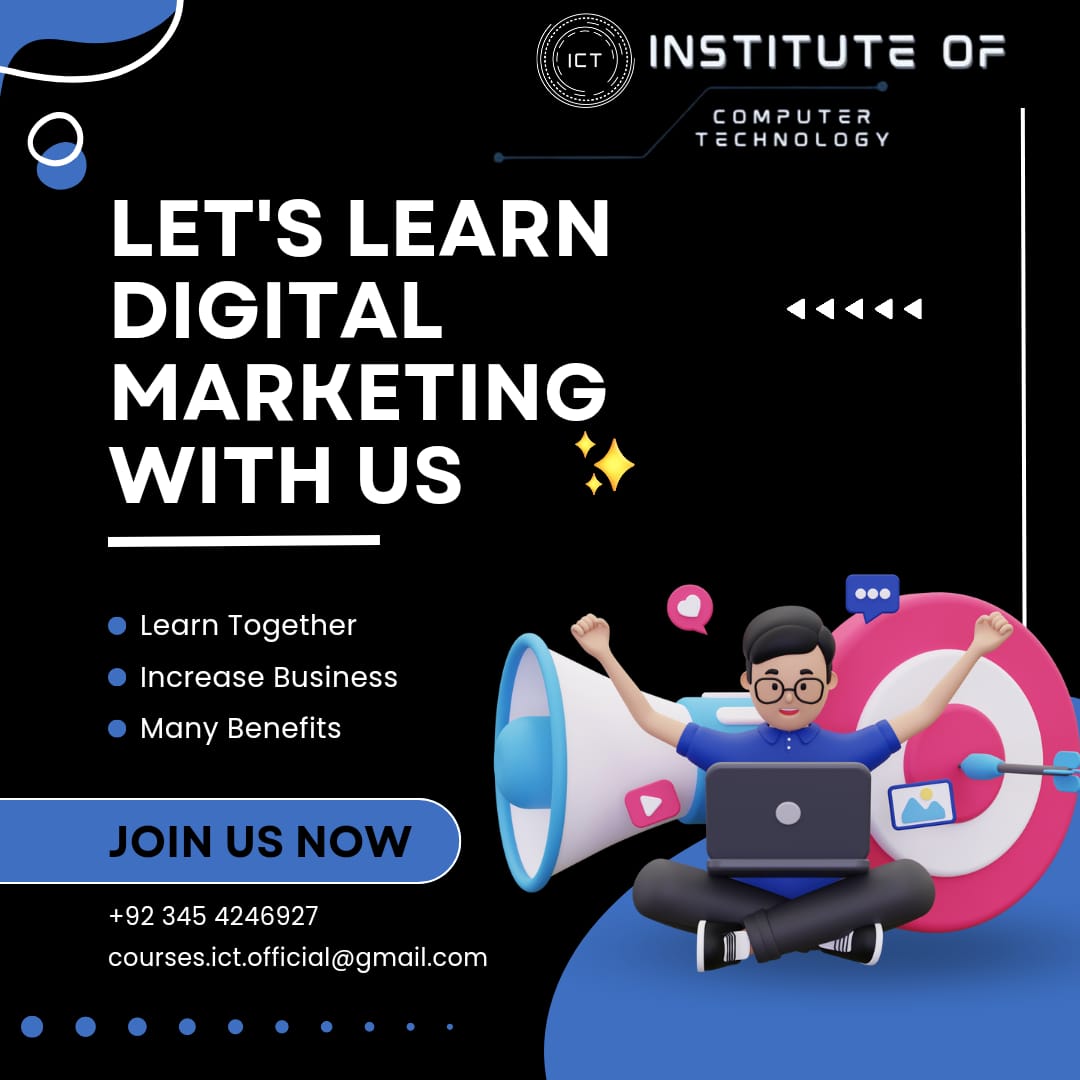 ICT
INSTITUTE OF
COMPUTER
TECHNOLOGY
LET'S LEARN
DIGITAL
MARKETING
WITH US
Learn Together
Increase Business
Many Benefits
JOIN US NOW
+92 345 4246927
courses.ict.official@gmail.com